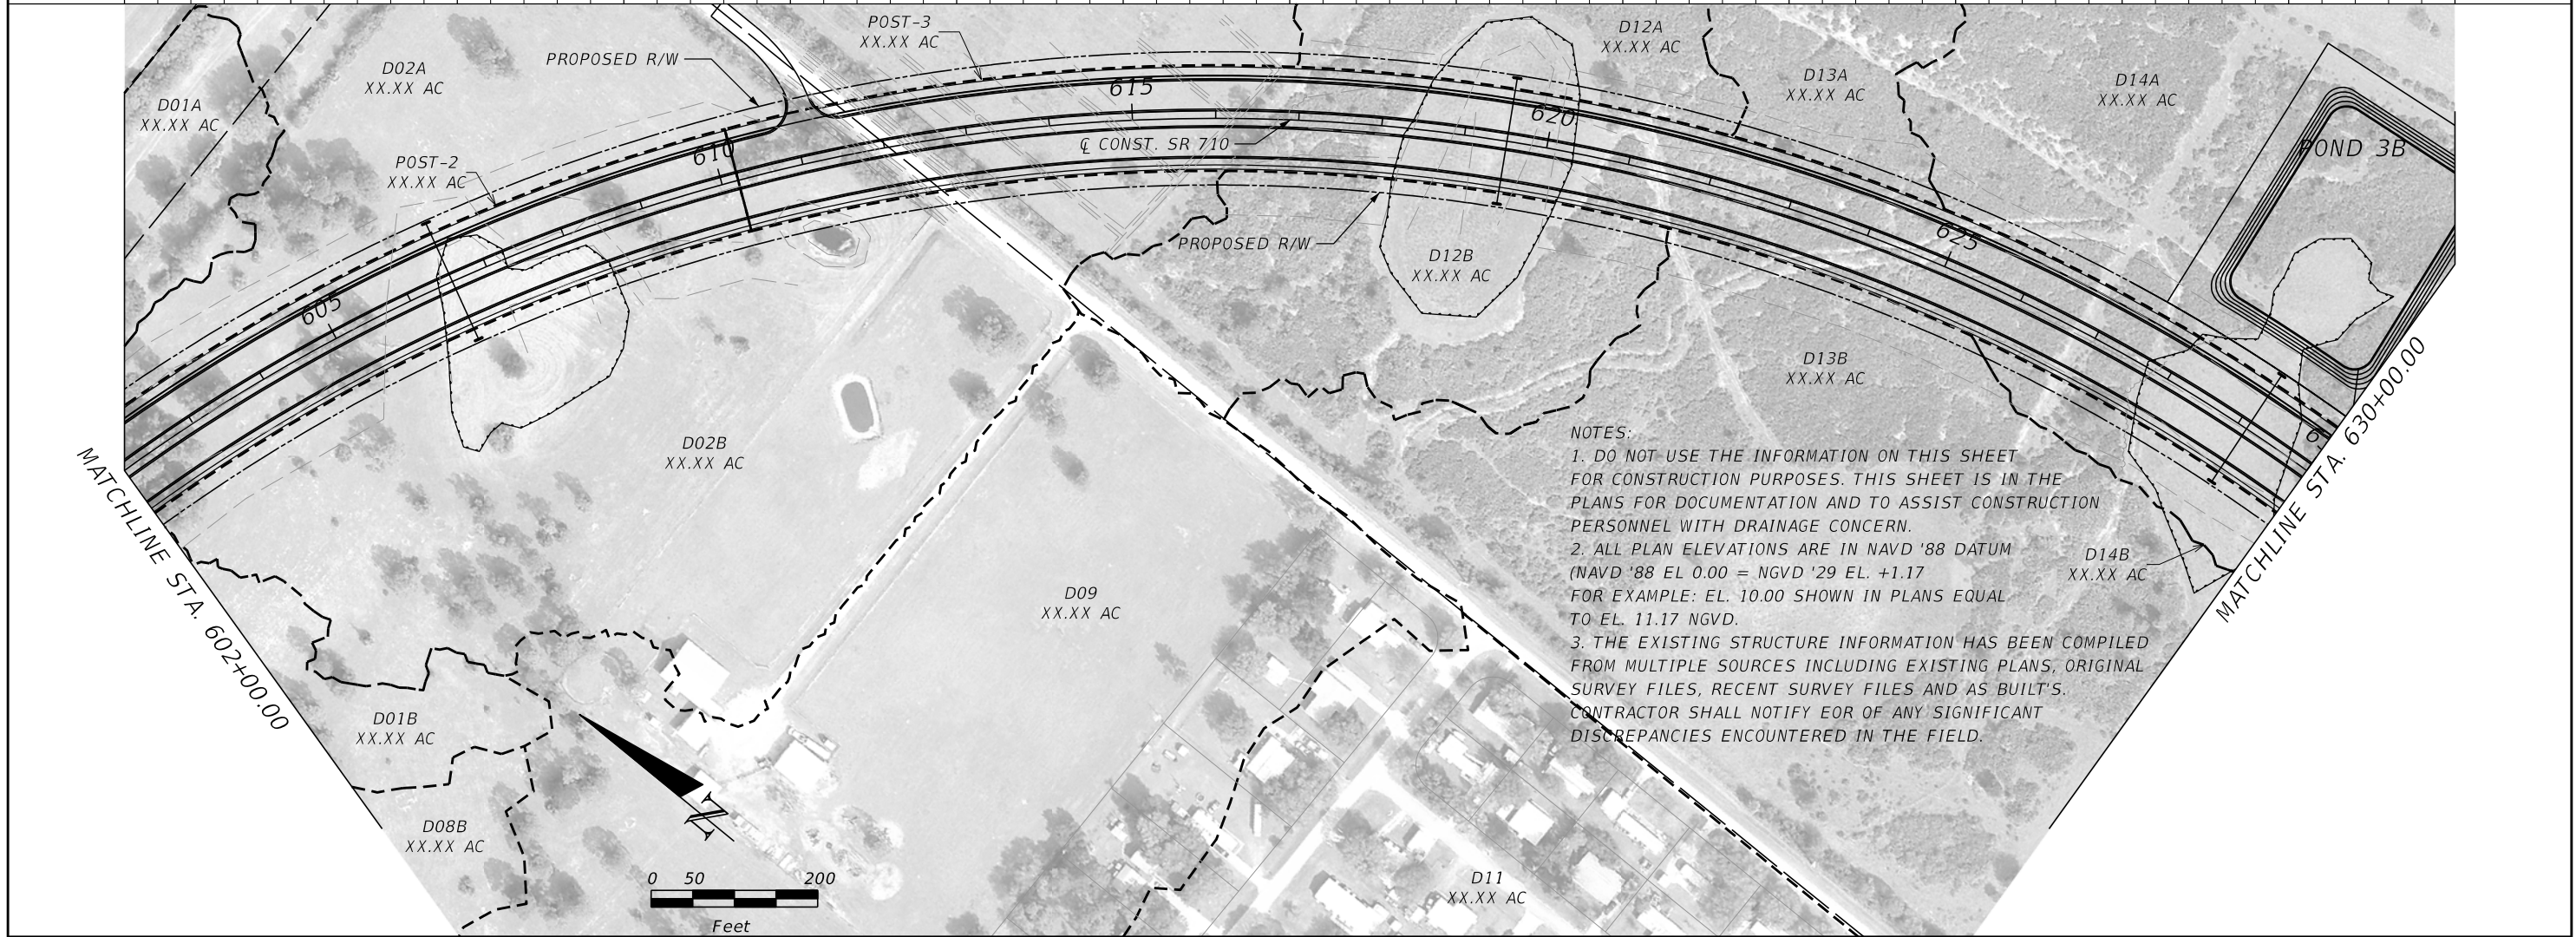 POST-3
XX.XX AC
D12A
XX.XX AC
PROPOSED R/W
D02A
XX.XX AC
D13A
XX.XX AC
D14A
XX.XX AC
D01A
XX.XX AC
615
620
℄ CONST. SR 710
610
POND 3B
POST-2
XX.XX AC
625
PROPOSED R/W
D12B
XX.XX AC
605
D13B
XX.XX AC
D02B
XX.XX AC
MATCHLINE STA. 602+00.00
MATCHLINE STA. 630+00.00
NOTES:
1. DO NOT USE THE INFORMATION ON THIS SHEET
FOR CONSTRUCTION PURPOSES. THIS SHEET IS IN THE
PLANS FOR DOCUMENTATION AND TO ASSIST CONSTRUCTION
PERSONNEL WITH DRAINAGE CONCERN.
2. ALL PLAN ELEVATIONS ARE IN NAVD '88 DATUM
(NAVD '88 EL 0.00 = NGVD '29 EL. +1.17
FOR EXAMPLE: EL. 10.00 SHOWN IN PLANS EQUAL
TO EL. 11.17 NGVD.
3. THE EXISTING STRUCTURE INFORMATION HAS BEEN COMPILED
FROM MULTIPLE SOURCES INCLUDING EXISTING PLANS, ORIGINAL
SURVEY FILES, RECENT SURVEY FILES AND AS BUILT'S.
CONTRACTOR SHALL NOTIFY EOR OF ANY SIGNIFICANT
DISCREPANCIES ENCOUNTERED IN THE FIELD.
D14B
XX.XX AC
D09
XX.XX AC
D01B
XX.XX AC
N
D08B
XX.XX AC
0 50 200
Feet
D11
XX.XX AC